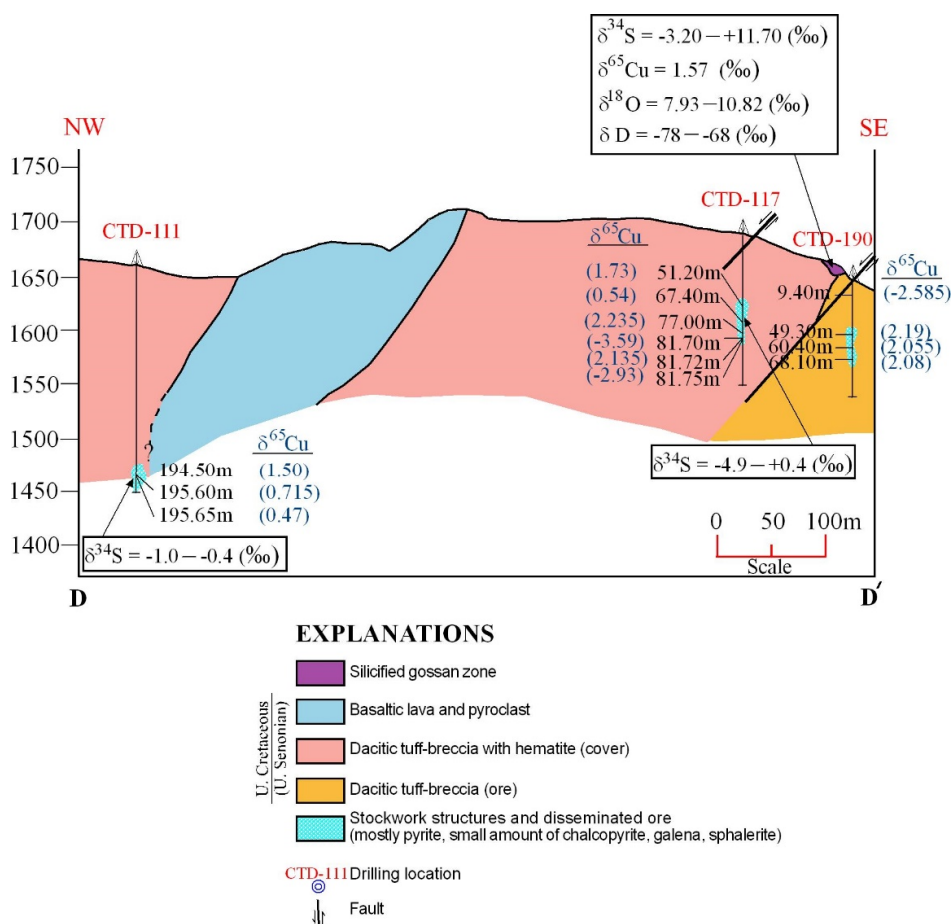 δ³⁴S = -3.20 – +11.70 (‰)
δ⁶⁵Cu = 1.57 (‰)
δ¹⁸O = 7.93–10.82 (‰)
δ D = -78 – -68 (‰)
NW
SE
1750
1700
1650
1600
1550
1500
1450
1400
CTD-111
CTD-117
CTD-190
δ⁶⁵Cu
(1.73) 51.20m
(0.54) 67.40m
(2.235) 77.00m
(-3.59) 81.70m
(2.135) 81.72m
(-2.93) 81.75m
δ⁶⁵Cu
9.40m (-2.585)
49.30m (2.19)
60.40m (2.055)
68.10m (2.08)
?
δ⁶⁵Cu
194.50m (1.50)
195.60m (0.715)
195.65m (0.47)
δ³⁴S = -4.9 – +0.4 (‰)
δ³⁴S = -1.0 – -0.4 (‰)
0 50 100m
Scale
D
D′
EXPLANATIONS
U. Cretaceous
(U. Senonian)
Silicified gossan zone
Basaltic lava and pyroclast
Dacitic tuff-breccia with hematite (cover)
Dacitic tuff-breccia (ore)
Stockwork structures and disseminated ore
(mostly pyrite, small amount of chalcopyrite, galena, sphalerite)
CTD-111 Drilling location
Fault